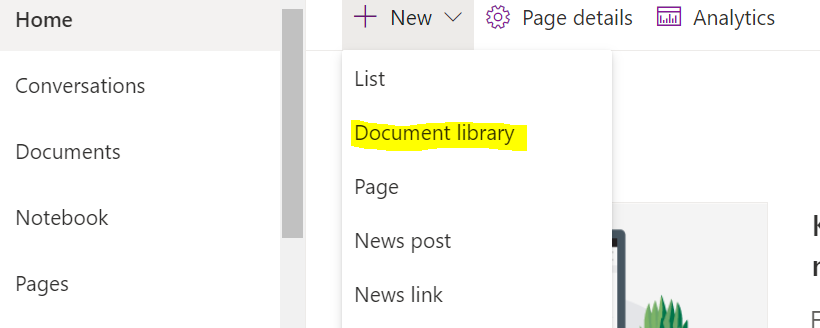 Home
New
Page details
Analytics
Conversations
Documents
Notebook
Pages
List
Document library
Page
News post
News link